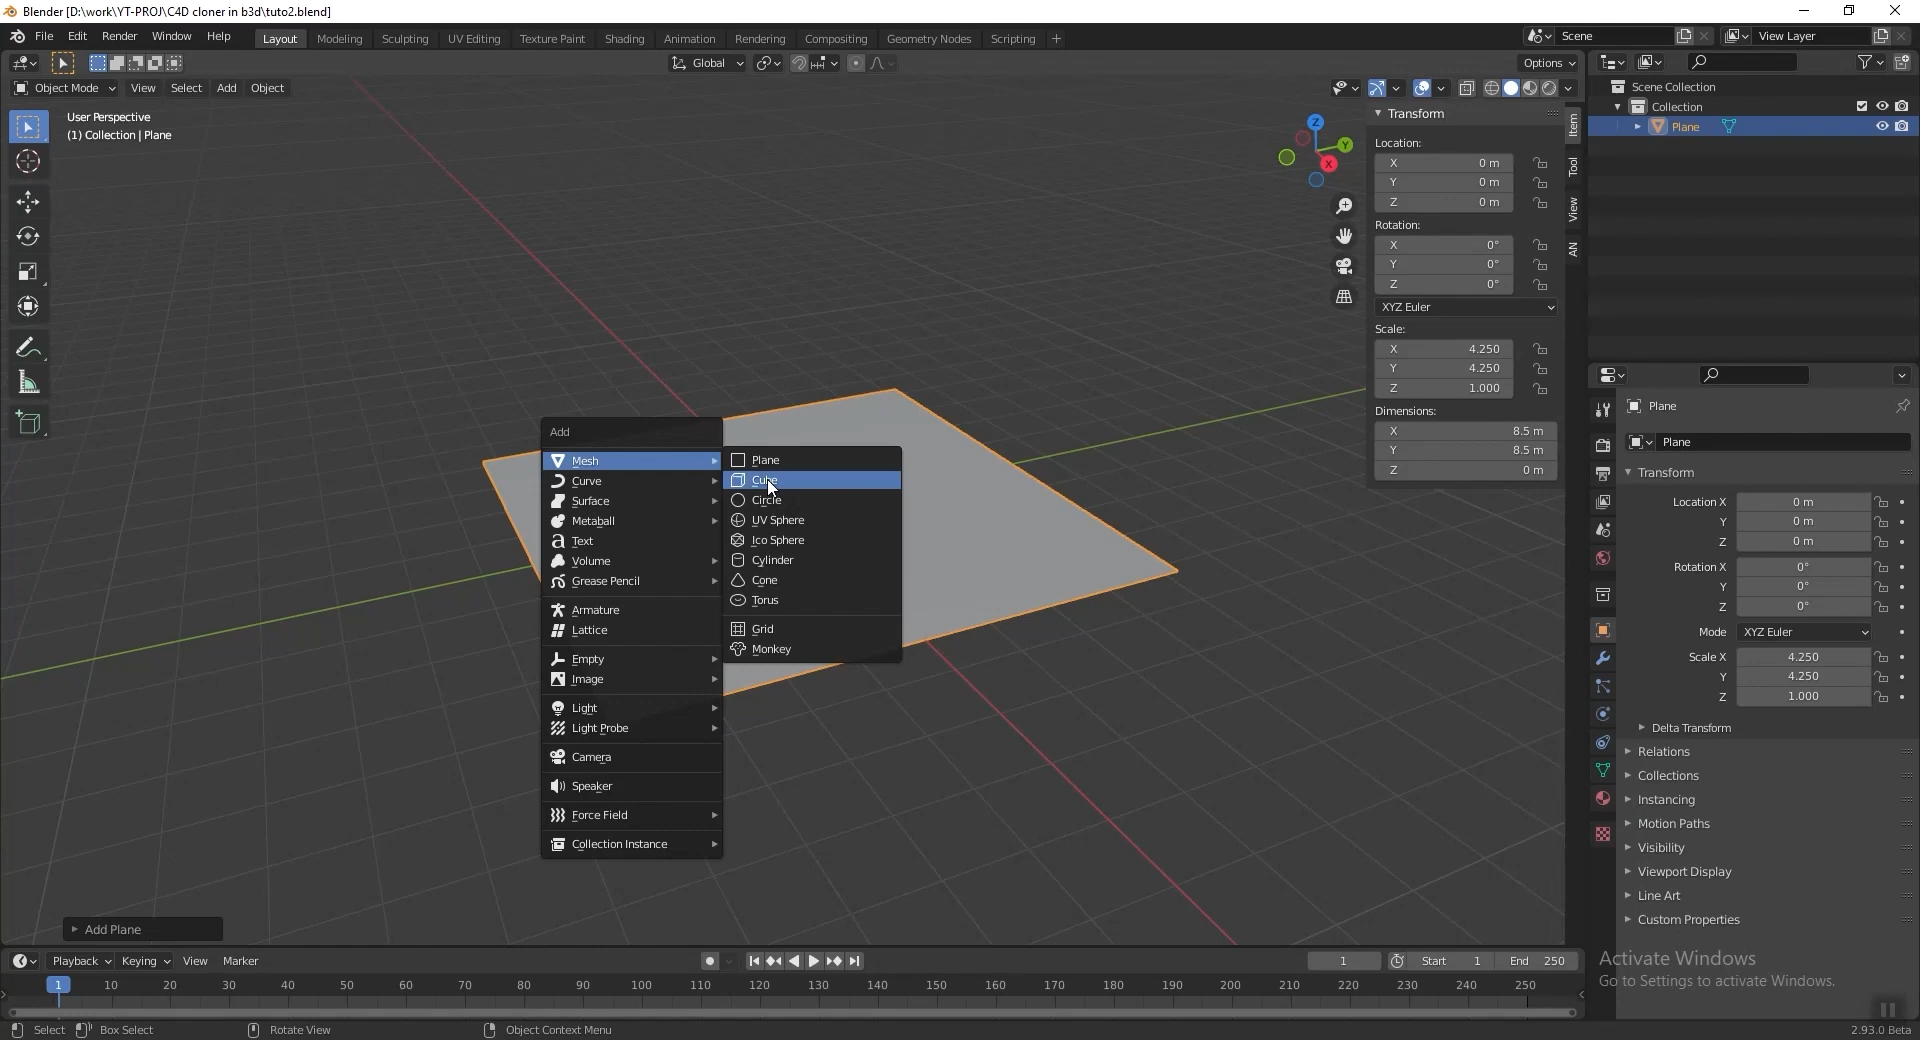 Blender [D:\work\YT-PROJ\C4D cloner in b3d\tuto2.blend]
File Edit Render Window Help Layout Modeling Sculpting UV Editing Texture Paint Shading Animation Rendering Compositing Geometry Nodes Scripting + Scene View Layer
Global Options
Object Mode View Select Add Object
User Perspective
(1) Collection | Plane
Z
Y
X
Transform
Location:
X 0 m
Y 0 m
Z 0 m
Rotation:
X 0°
Y 0°
Z 0°
XYZ Euler
Scale:
X 4.250
Y 4.250
Z 1.000
Dimensions:
X 8.5 m
Y 8.5 m
Z 0 m
Item
Tool
View
AN
Scene Collection
Collection
Plane
Add
Mesh
Curve
Surface
Metaball
Text
Volume
Grease Pencil
Armature
Lattice
Empty
Image
Light
Light Probe
Camera
Speaker
Force Field
Collection Instance
Plane
Cube
Circle
UV Sphere
Ico Sphere
Cylinder
Cone
Torus
Grid
Monkey
Plane
Plane
Transform
Location X 0 m
Y 0 m
Z 0 m
Rotation X 0°
Y 0°
Z 0°
Mode XYZ Euler
Scale X 4.250
Y 4.250
Z 1.000
Delta Transform
Relations
Collections
Instancing
Motion Paths
Visibility
Viewport Display
Line Art
Custom Properties
Activate Windows
Go to Settings to activate Windows.
Add Plane
Playback Keying View Marker 1 Start 1 End 250
1 10 20 30 40 50 60 70 80 90 100 110 120 130 140 150 160 170 180 190 200 210 220 230 240 250
Select Box Select Rotate View Object Context Menu 2.93.0 Beta